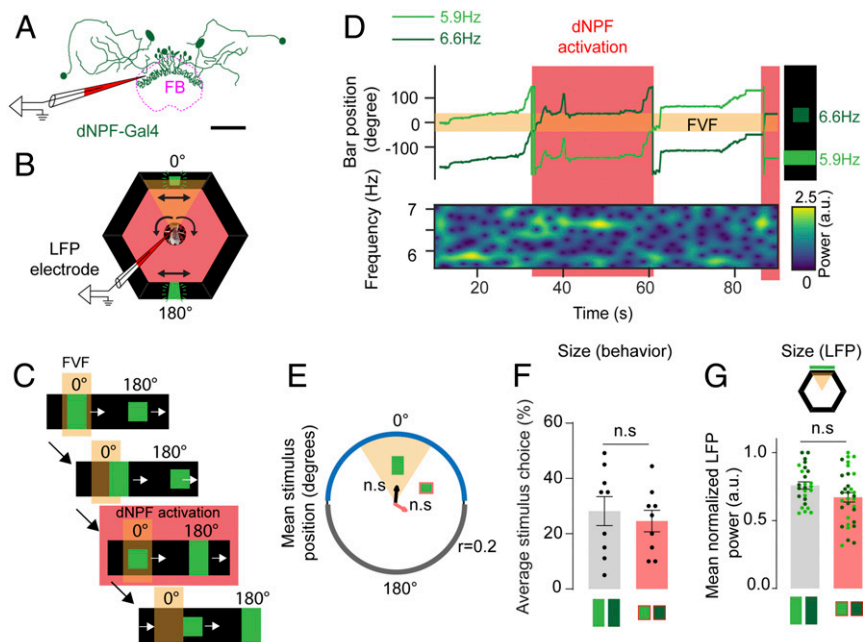 A
FB
dNPF-Gal4
B
0°
LFP
electrode
180°
C
FVF
0°
180°
0°
180°
dNPF activation
0°
180°
0°
180°
D
5.9Hz
6.6Hz
dNPF
activation
Bar position
(degree)
100
0
-100
FVF
6.6Hz
5.9Hz
Frequency (Hz)
7
6
20
40
60
80
Time (s)
2.5
0
Power (a.u.)
E
Mean stimulus
position (degrees)
0°
n.s
n.s
r=0.2
180°
Size (behavior)
F
Average stimulus choice (%)
60
40
20
0
n.s
Size (LFP)
G
Mean normalized LFP
power (a.u.)
1.0
0.5
0.0
n.s